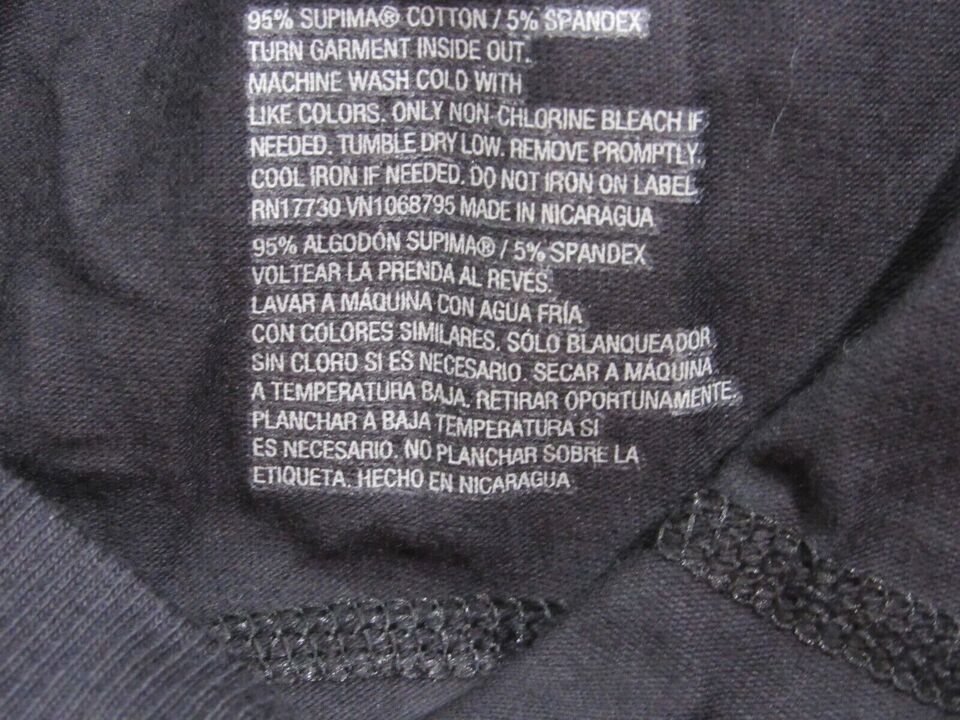 95% SUPIMA® COTTON / 5% SPANDEX
TURN GARMENT INSIDE OUT.
MACHINE WASH COLD WITH
LIKE COLORS. ONLY NON-CHLORINE BLEACH IF
NEEDED. TUMBLE DRY LOW. REMOVE PROMPTLY.
COOL IRON IF NEEDED. DO NOT IRON ON LABEL
RN17730 VN1068795 MADE IN NICARAGUA
95% ALGODÓN SUPIMA® / 5% SPANDEX
VOLTEAR LA PRENDA AL REVÉS.
LAVAR A MÁQUINA CON AGUA FRÍA
CON COLORES SIMILARES. SÓLO BLANQUEADOR
SIN CLORO SI ES NECESARIO. SECAR A MÁQUINA
A TEMPERATURA BAJA. RETIRAR OPORTUNAMENTE.
PLANCHAR A BAJA TEMPERATURA SI
ES NECESARIO. NO PLANCHAR SOBRE LA
ETIQUETA. HECHO EN NICARAGUA